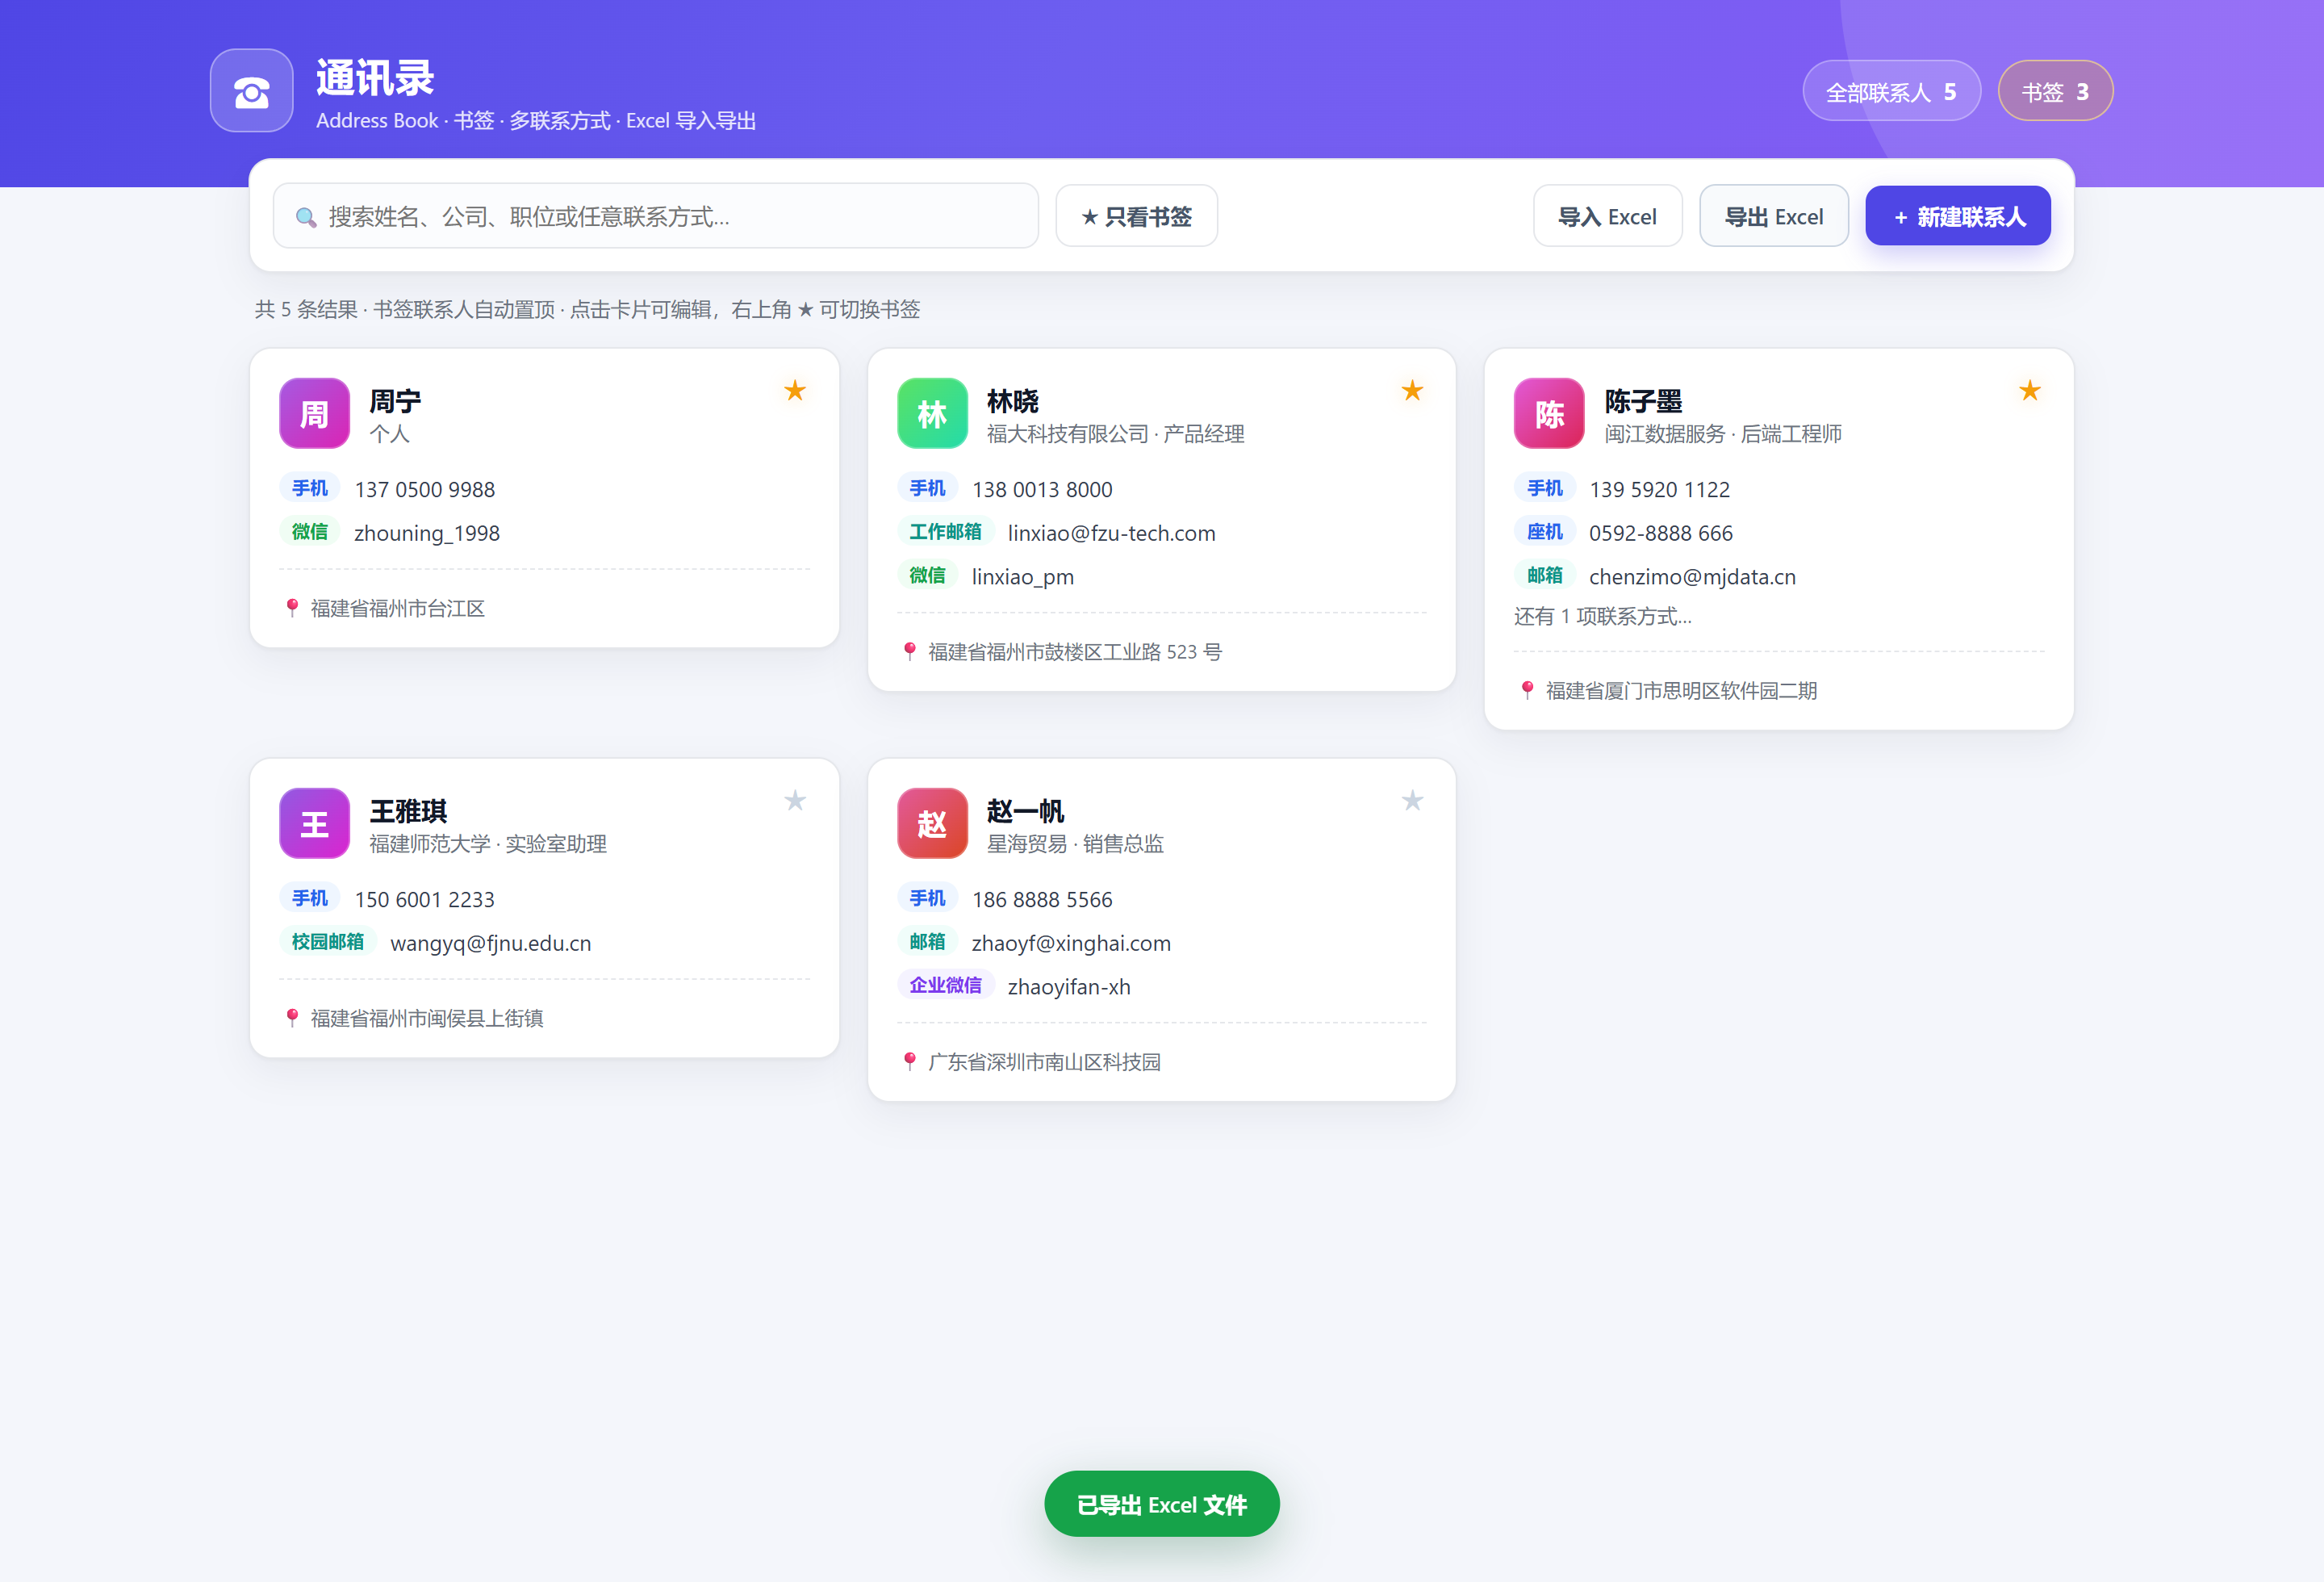 通讯录
Address Book · 书签 · 多联系方式 · Excel 导入导出
全部联系人 5
书签 3
搜索姓名、公司、职位或任意联系方式...
★ 只看书签
导入 Excel
导出 Excel
+ 新建联系人
共 5 条结果 · 书签联系人自动置顶 · 点击卡片可编辑，右上角 ★ 可切换书签
周
周宁
个人
手机 137 0500 9988
微信 zhouning_1998
福建省福州市台江区
林
林晓
福大科技有限公司 · 产品经理
手机 138 0013 8000
工作邮箱 linxiao@fzu-tech.com
微信 linxiao_pm
福建省福州市鼓楼区工业路 523 号
陈
陈子墨
闽江数据服务 · 后端工程师
手机 139 5920 1122
座机 0592-8888 666
邮箱 chenzimo@mjdata.cn
还有 1 项联系方式...
福建省厦门市思明区软件园二期
王
王雅琪
福建师范大学 · 实验室助理
手机 150 6001 2233
校园邮箱 wangyq@fjnu.edu.cn
福建省福州市闽侯县上街镇
赵
赵一帆
星海贸易 · 销售总监
手机 186 8888 5566
邮箱 zhaoyf@xinghai.com
企业微信 zhaoyifan-xh
广东省深圳市南山区科技园
已导出 Excel 文件